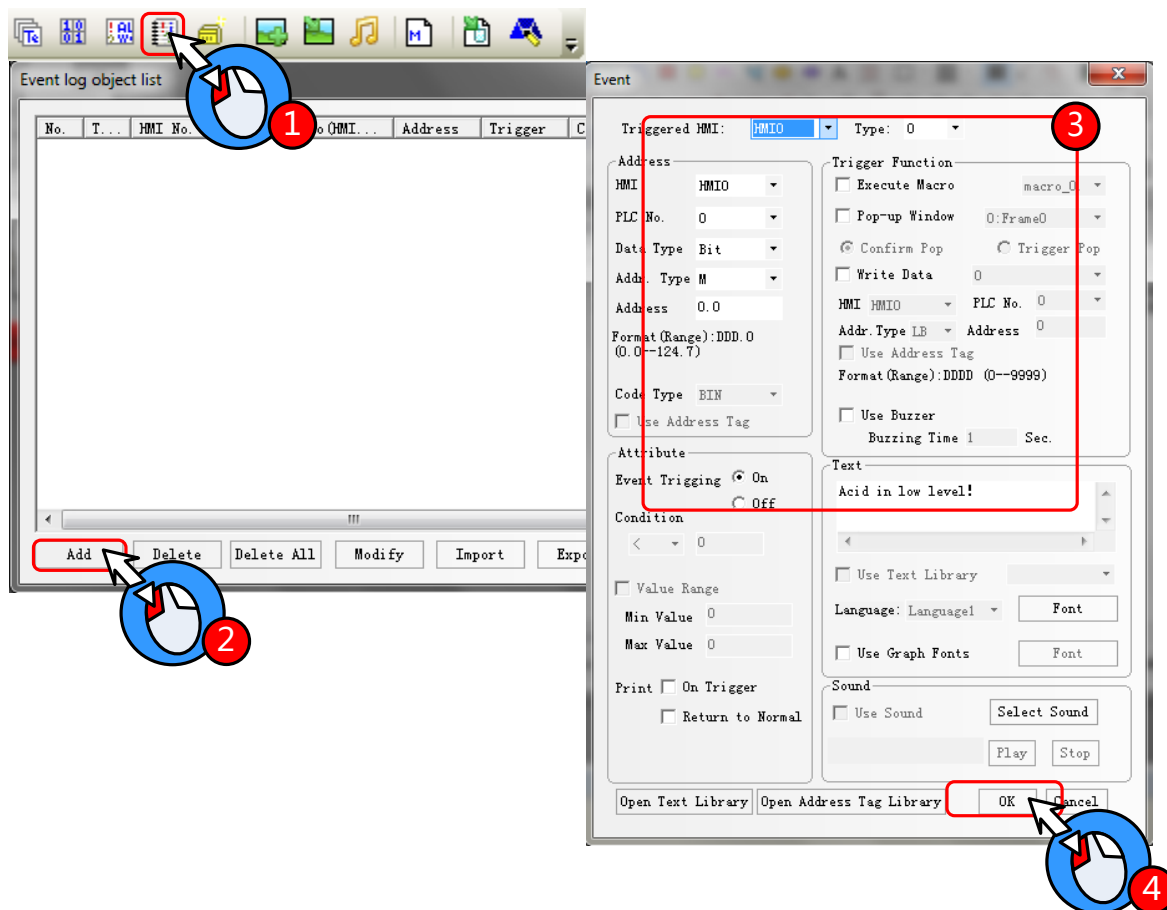 Event log object list
No. T... HMI No. o (HMI... Address Trigger C
1
Add Delete Delete All Modify Import Expo
2
Event
Triggered HMI: HMI0 Type: 0
3
Address
HMI HMI0
PLC No. 0
Data Type Bit
Addr. Type M
Address 0.0
Format(Range):DDD.O
(0.0--124.7)
Code Type BIN
Use Address Tag
Attribute
Event Trigging On
Off
Condition
< 0
Value Range
Min Value 0
Max Value 0
Print On Trigger
Return to Normal
Trigger Function
Execute Macro macro_0.
Pop-up Window 0:Frame0
Confirm Pop Trigger Pop
Write Data 0
HMI HMI0 PLC No. 0
Addr.Type LB Address 0
Use Address Tag
Format(Range):DDDD (0--9999)
Use Buzzer
Buzzing Time 1 Sec.
Text
Acid in low level!
Use Text Library
Language: Language1 Font
Use Graph Fonts Font
Sound
Use Sound Select Sound
Play Stop
Open Text Library Open Address Tag Library OK Cancel
4